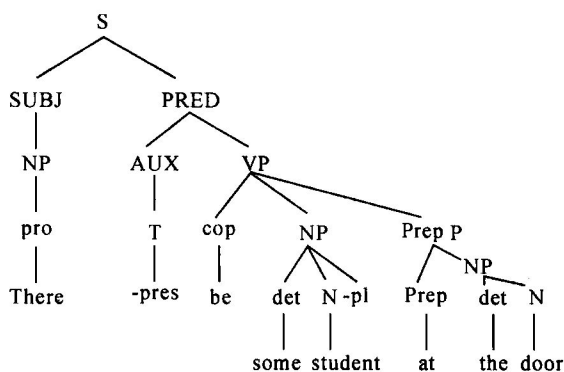 S
SUBJ PRED
NP AUX VP
pro T cop NP Prep P
NP
There -pres be det N -pl Prep det N
some student at the door